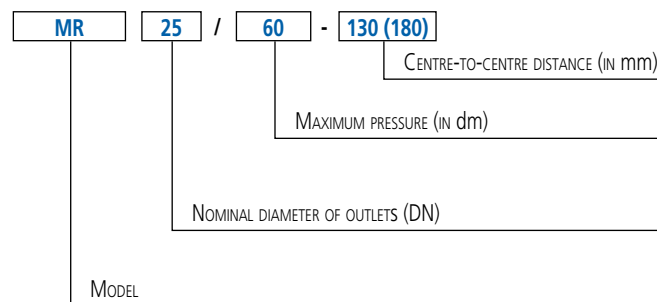 MR 25 / 60 - 130 (180)
Centre-to-centre distance (in mm)
Maximum pressure (in dm)
Nominal diameter of outlets (DN)
Model